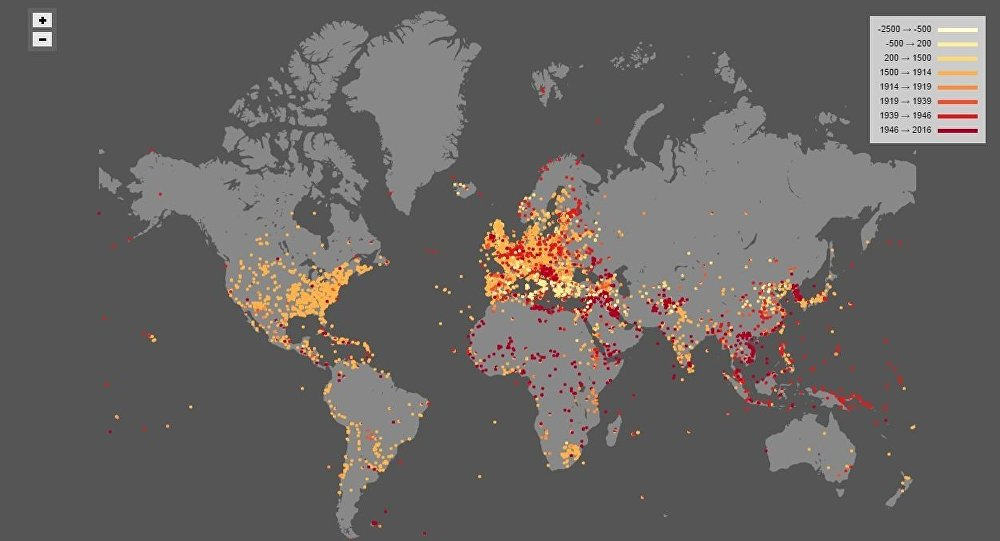 +
-
-2500 → -500
-500 → 200
200 → 1500
1500 → 1914
1914 → 1919
1919 → 1939
1939 → 1946
1946 → 2016